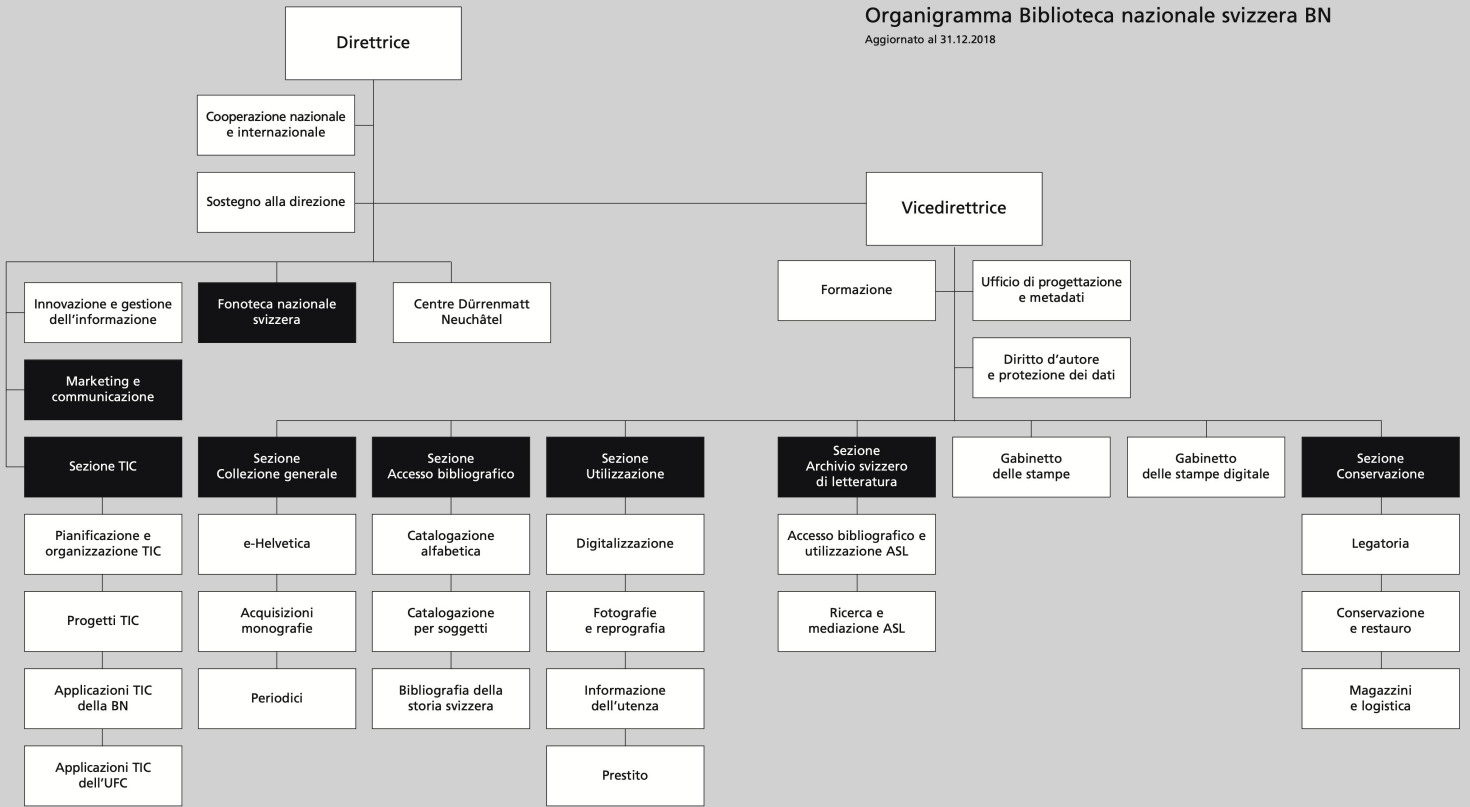 Organigramma Biblioteca nazionale svizzera BN
Aggiornato al 31.12.2018
Direttrice
Cooperazione nazionale
e internazionale
Sostegno alla direzione
Vicedirettrice
Innovazione e gestione
dell'informazione
Fonoteca nazionale
svizzera
Centre Dürrenmatt
Neuchâtel
Formazione
Ufficio di progettazione
e metadati
Marketing e
communicazione
Diritto d'autore
e protezione dei dati
Sezione TIC
Sezione
Collezione generale
Sezione
Accesso bibliografico
Sezione
Utilizzazione
Sezione
Archivio svizzero
di letteratura
Gabinetto
delle stampe
Gabinetto
delle stampe digitale
Sezione
Conservazione
Pianificazione e
organizzazione TIC
e-Helvetica
Catalogazione
alfabetica
Digitalizzazione
Accesso bibliografico e
utilizzazione ASL
Legatoria
Progetti TIC
Acquisizioni
monografie
Catalogazione
per soggetti
Fotografie
e reprografia
Ricerca e
mediazione ASL
Conservazione
e restauro
Applicazioni TIC
della BN
Periodici
Bibliografia della
storia svizzera
Informazione
dell'utenza
Magazzini
e logistica
Applicazioni TIC
dell'UFC
Prestito